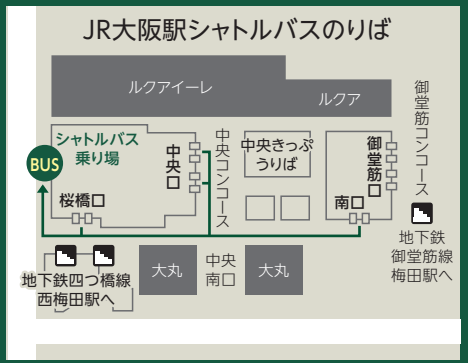 JR大阪駅シャトルバスのりば
ルクアイーレ
ルクア
御堂筋コンコース
シャトルバス
乗り場
BUS
中央口
中央コンコース
中央きっぷ
うりば
御堂筋口
桜橋口
南口
地下鉄
御堂筋線
梅田駅へ
大丸
中央
南口
大丸
地下鉄四つ橋線
西梅田駅へ